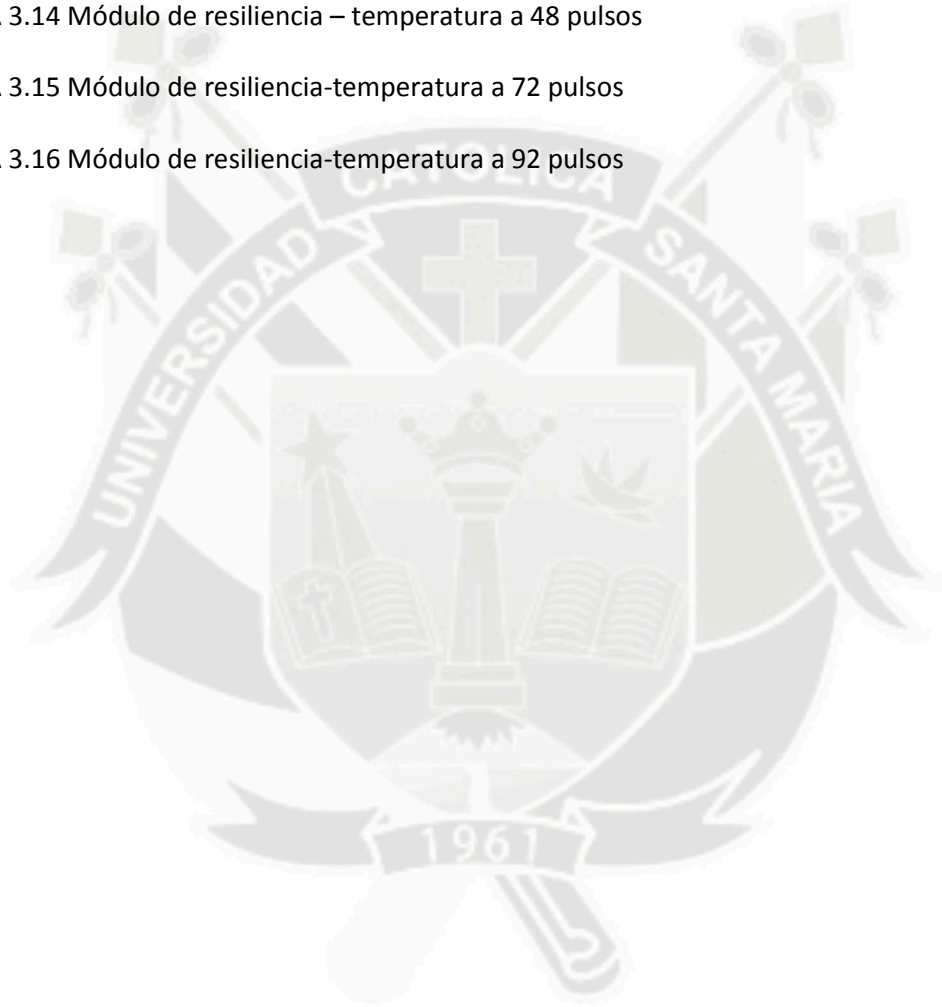 A 3.14 Módulo de resiliencia – temperatura a 48 pulsos
A 3.15 Módulo de resiliencia-temperatura a 72 pulsos
A 3.16 Módulo de resiliencia-temperatura a 92 pulsos
UNIVERSIDAD CATOLICA SANTA MARIA
1961